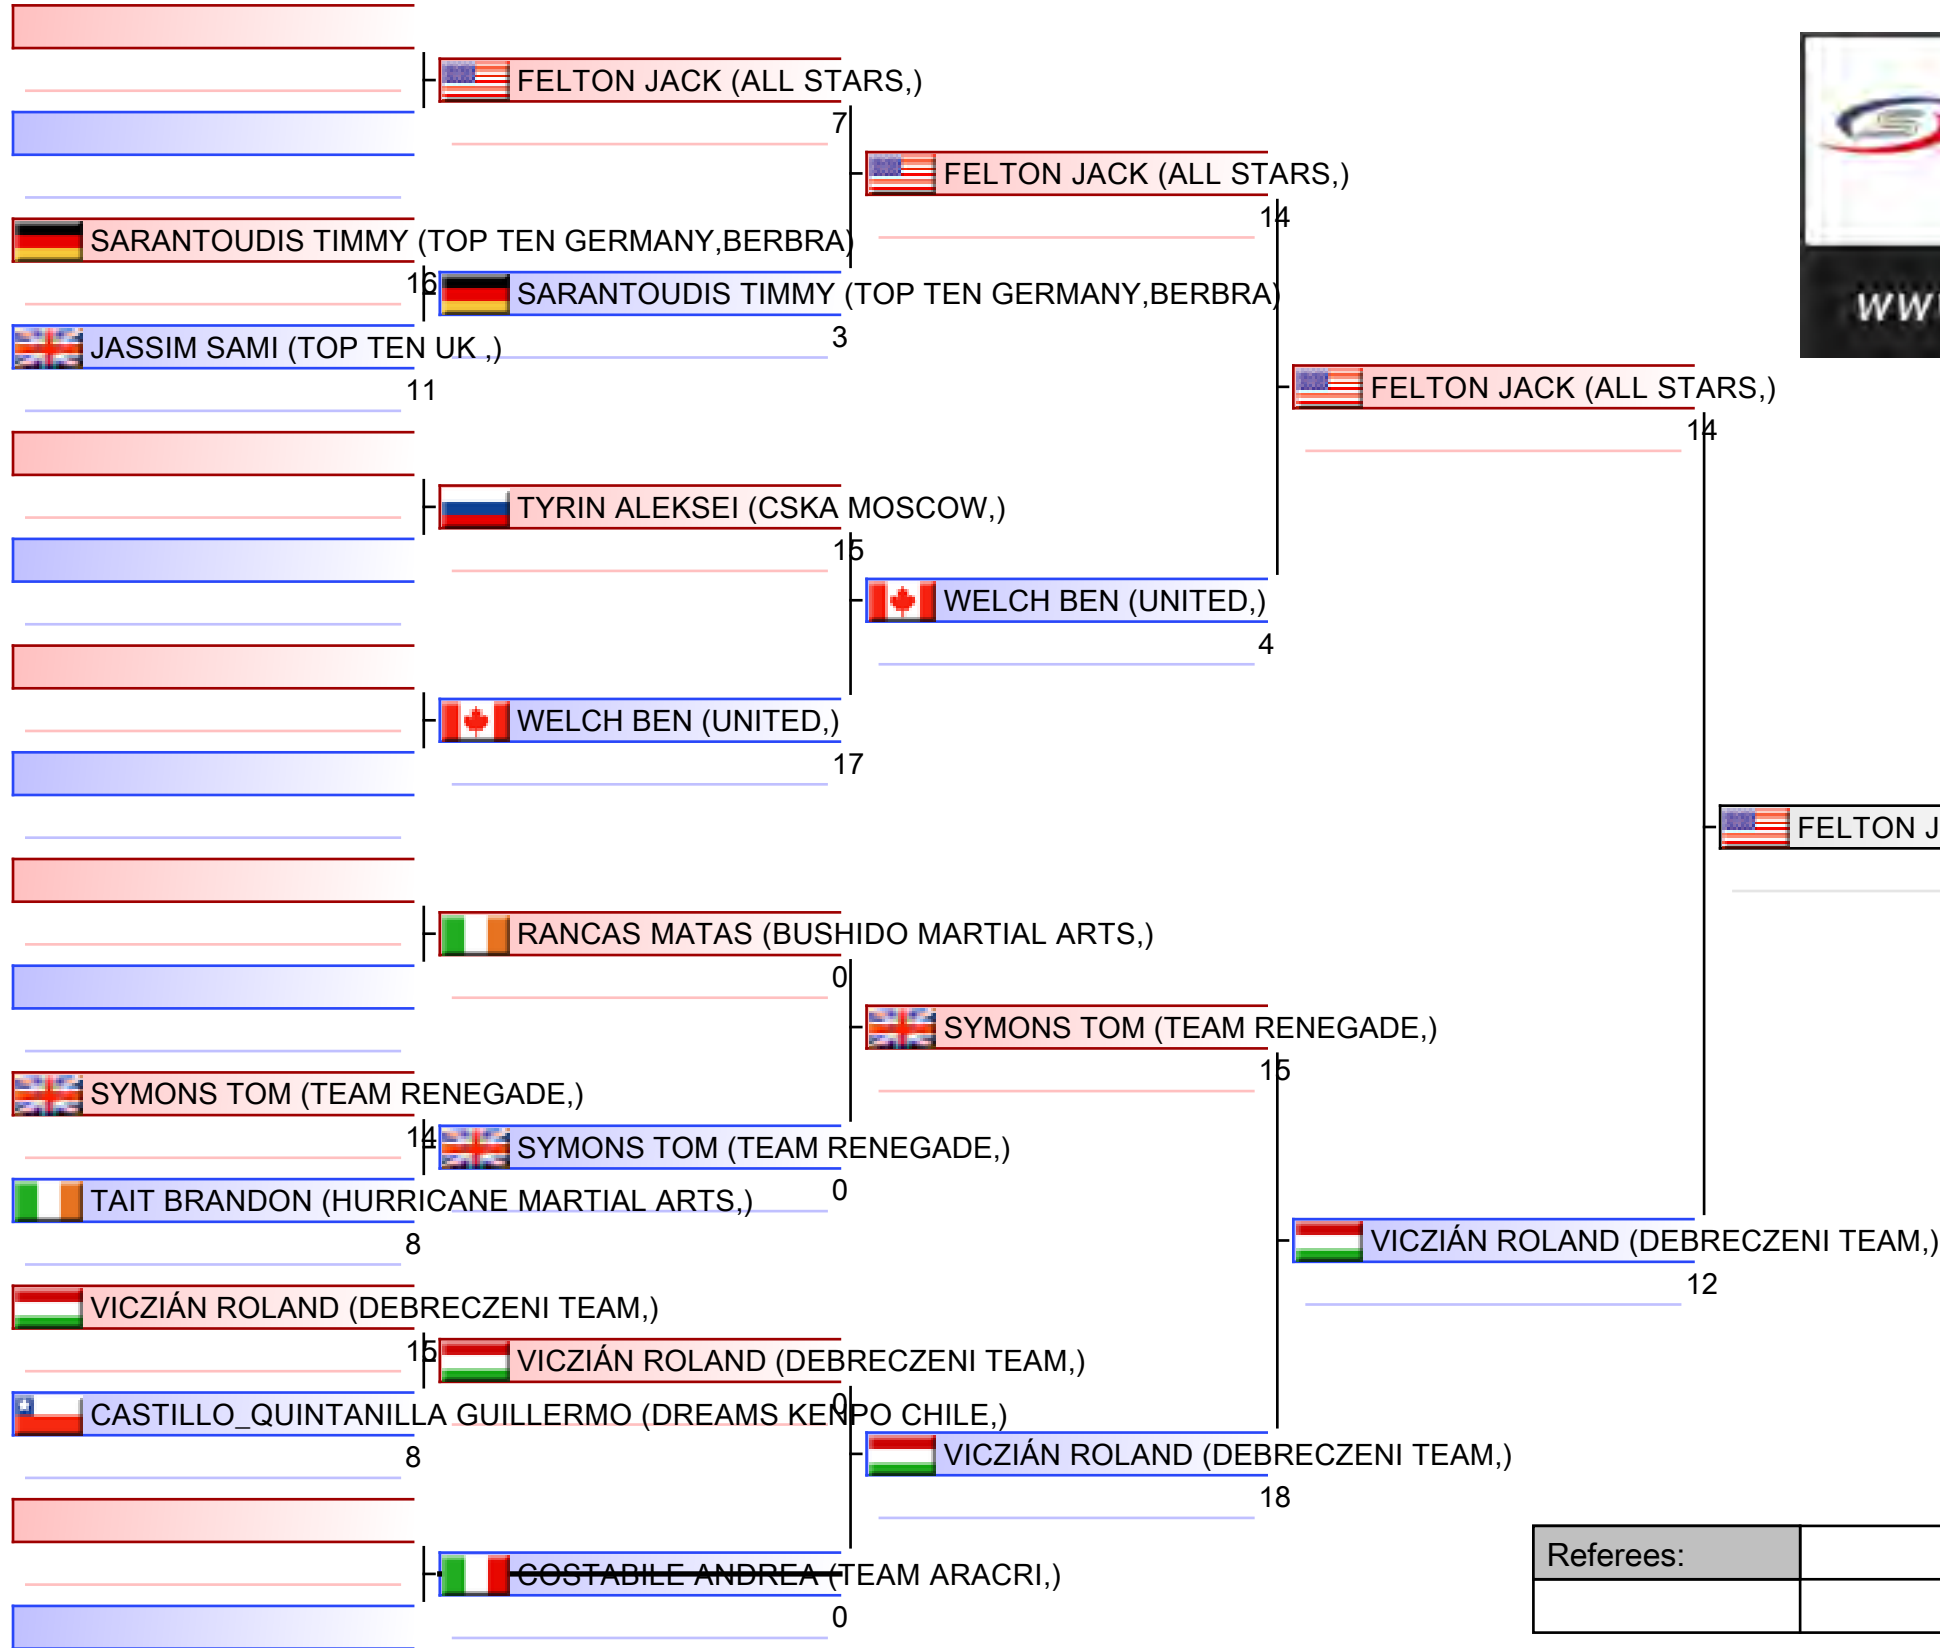 FELTON JACK (ALL STARS,)
7
FELTON JACK (ALL STARS,)
14
SARANTOUDIS TIMMY (TOP TEN GERMANY,BERBRA)
16
SARANTOUDIS TIMMY (TOP TEN GERMANY,BERBRA)
3
JASSIM SAMI (TOP TEN UK ,)
11
FELTON JACK (ALL STARS,)
14
TYRIN ALEKSEI (CSKA MOSCOW,)
15
WELCH BEN (UNITED,)
4
WELCH BEN (UNITED,)
17
FELTON J
RANCAS MATAS (BUSHIDO MARTIAL ARTS,)
0
SYMONS TOM (TEAM RENEGADE,)
15
SYMONS TOM (TEAM RENEGADE,)
14
SYMONS TOM (TEAM RENEGADE,)
0
TAIT BRANDON (HURRICANE MARTIAL ARTS,)
8
VICZIÁN ROLAND (DEBRECZENI TEAM,)
12
VICZIÁN ROLAND (DEBRECZENI TEAM,)
15
VICZIÁN ROLAND (DEBRECZENI TEAM,)
0
CASTILLO_QUINTANILLA GUILLERMO (DREAMS KENPO CHILE,)
8
VICZIÁN ROLAND (DEBRECZENI TEAM,)
18
COSTABILE ANDREA (TEAM ARACRI,)
0
Referees: